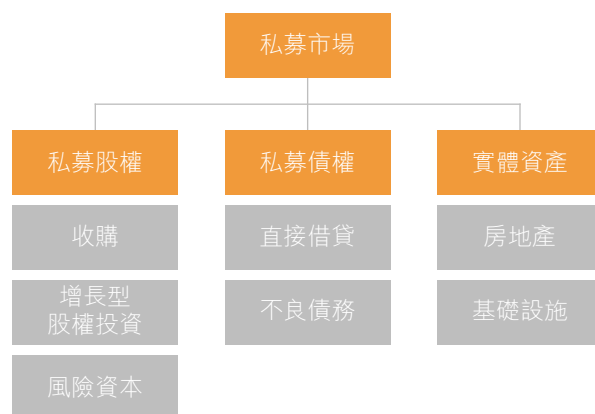 私募市場
私募股權
私募債權
實體資產
收購
直接借貸
房地產
增長型
股權投資
不良債務
基礎設施
風險資本